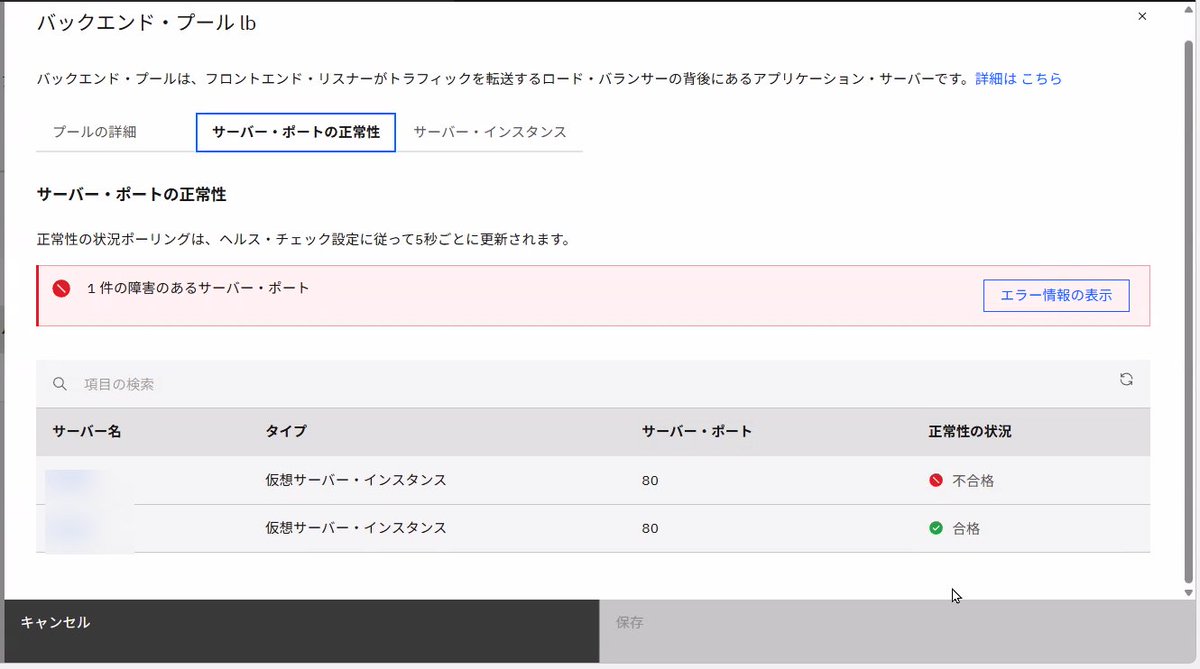 バックエンド・プール lb
バックエンド・プールは、フロントエンド・リスナーがトラフィックを転送するロード・バランサーの背後にあるアプリケーション・サーバーです。詳細は こちら
プールの詳細 サーバー・ポートの正常性 サーバー・インスタンス
サーバー・ポートの正常性
正常性の状況ポーリングは、ヘルス・チェック設定に従って5秒ごとに更新されます。
1 件の障害のあるサーバー・ポート エラー情報の表示
項目の検索
サーバー名 タイプ サーバー・ポート 正常性の状況
仮想サーバー・インスタンス 80 不合格
仮想サーバー・インスタンス 80 合格
キャンセル 保存